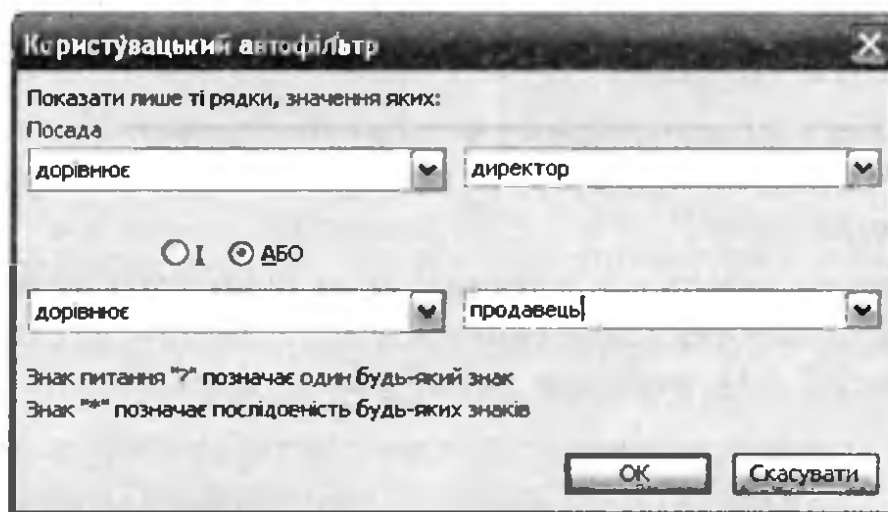 Користувацький автофільтр
Показати лише ті рядки, значення яких:
Посада
дорівнює директор
І АБО
дорівнює продавець
Знак питання "?" позначає один будь-який знак
Знак "*" позначає послідовність будь-яких знаків
ОК Скасувати